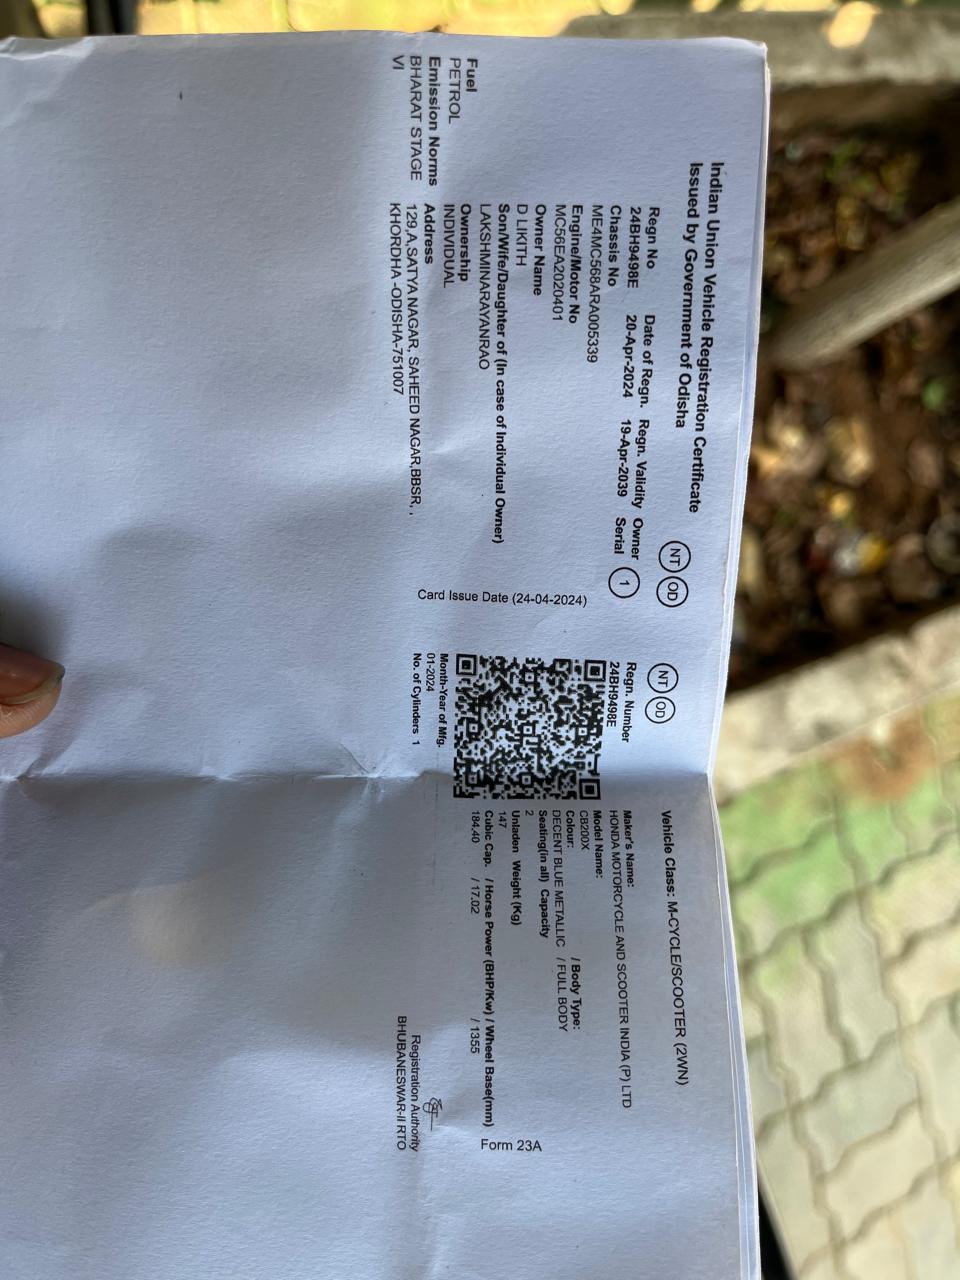 Indian Union Vehicle Registration Certificate
Issued by Government of Odisha
NT OD
Regn No Date of Regn. Regn. Validity Owner
24BH9498E 20-Apr-2024 19-Apr-2039 Serial 1
Chassis No
ME4MC568ARA005339
Engine/Motor No
MC56EA2020401
Owner Name
D LIKITH
Son/Wife/Daughter of (In case of Individual Owner)
LAKSHMINARAYANRAO
Fuel
PETROL
Ownership
INDIVIDUAL
Emission Norms
BHARAT STAGE
VI
Address
129,A,SATYA NAGAR, SAHEED NAGAR,BBSR, ,
KHORDHA -ODISHA-751007
Card Issue Date (24-04-2024)
NT OD
Regn. Number
24BH9498E
Month-Year of Mfg.
01-2024
No. of Cylinders 1
Vehicle Class: M-CYCLE/SCOOTER (2WN)
Maker's Name:
HONDA MOTORCYCLE AND SCOOTER INDIA (P) LTD
Model Name:
CB200X
Colour: / Body Type:
DECENT BLUE METALLIC / FULL BODY
Seating(in all) Capacity
2
Unladen Weight (Kg)
147
Cubic Cap. / Horse Power (BHP/Kw) / Wheel Base(mm)
184.40 / 17.02 / 1355
Form 23A
Registration Authority
BHUBANESWAR-II RTO